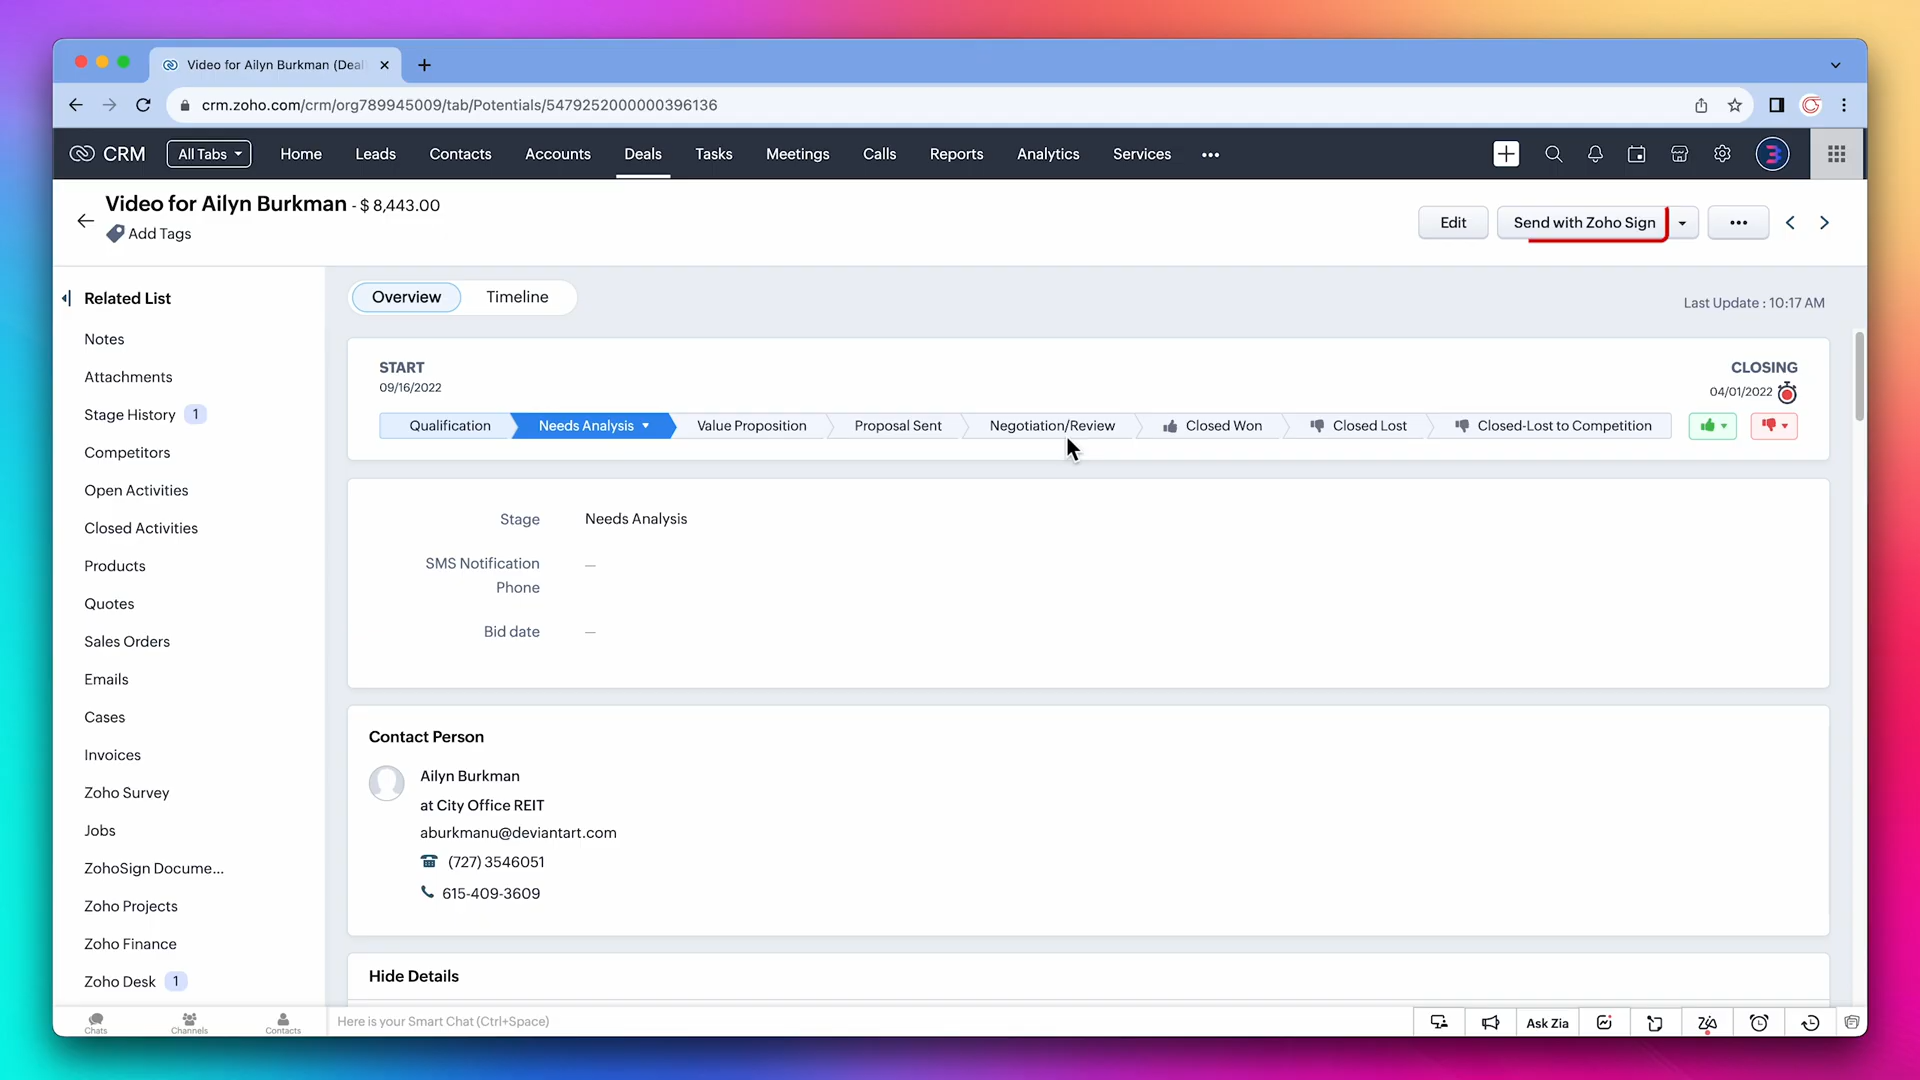 Video for Ailyn Burkman (Deal
crm.zoho.com/crm/org789945009/tab/Potentials/5479252000000396136
CRM
All Tabs
Home
Leads
Contacts
Accounts
Deals
Tasks
Meetings
Calls
Reports
Analytics
Services
Video for Ailyn Burkman - $ 8,443.00
Add Tags
Edit
Send with Zoho Sign
Related List
Notes
Attachments
Stage History 1
Competitors
Open Activities
Closed Activities
Products
Quotes
Sales Orders
Emails
Cases
Invoices
Zoho Survey
Jobs
ZohoSign Docume...
Zoho Projects
Zoho Finance
Zoho Desk 1
Overview
Timeline
Last Update : 10:17 AM
START
09/16/2022
CLOSING
04/01/2022
Qualification
Needs Analysis
Value Proposition
Proposal Sent
Negotiation/Review
Closed Won
Closed Lost
Closed-Lost to Competition
Stage
Needs Analysis
SMS Notification
Phone
—
Bid date
—
Contact Person
Ailyn Burkman
at City Office REIT
aburkmanu@deviantart.com
(727) 3546051
615-409-3609
Hide Details
Chats
Channels
Contacts
Here is your Smart Chat (Ctrl+Space)
Ask Zia